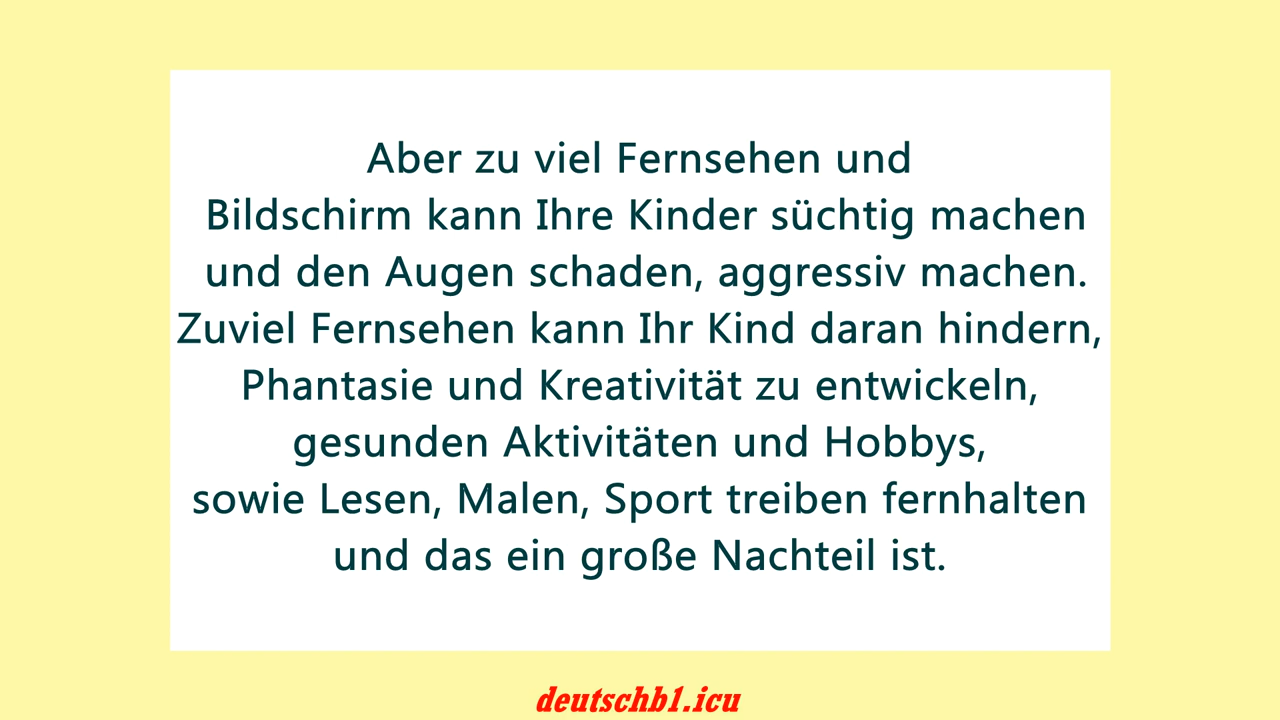 Aber zu viel Fernsehen und
Bildschirm kann Ihre Kinder süchtig machen
und den Augen schaden, aggressiv machen.
Zuviel Fernsehen kann Ihr Kind daran hindern,
Phantasie und Kreativität zu entwickeln,
gesunden Aktivitäten und Hobbys,
sowie Lesen, Malen, Sport treiben fernhalten
und das ein große Nachteil ist.
deutschb1.icu